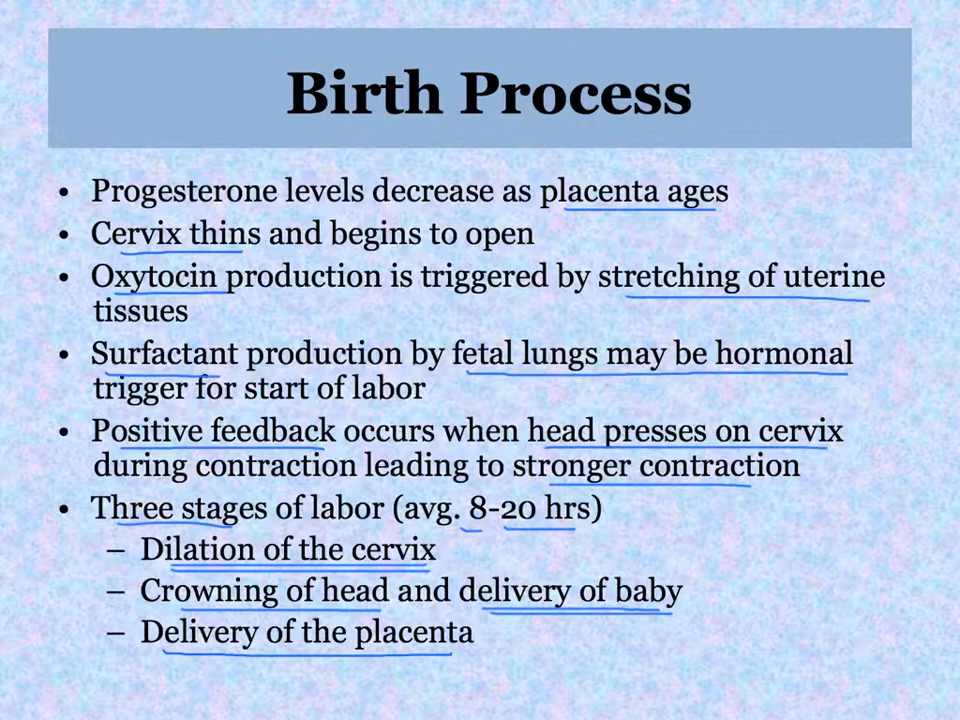 Birth Process
• Progesterone levels decrease as placenta ages
• Cervix thins and begins to open
• Oxytocin production is triggered by stretching of uterine
tissues
• Surfactant production by fetal lungs may be hormonal
trigger for start of labor
• Positive feedback occurs when head presses on cervix
during contraction leading to stronger contraction
• Three stages of labor (avg. 8-20 hrs)
– Dilation of the cervix
– Crowning of head and delivery of baby
– Delivery of the placenta